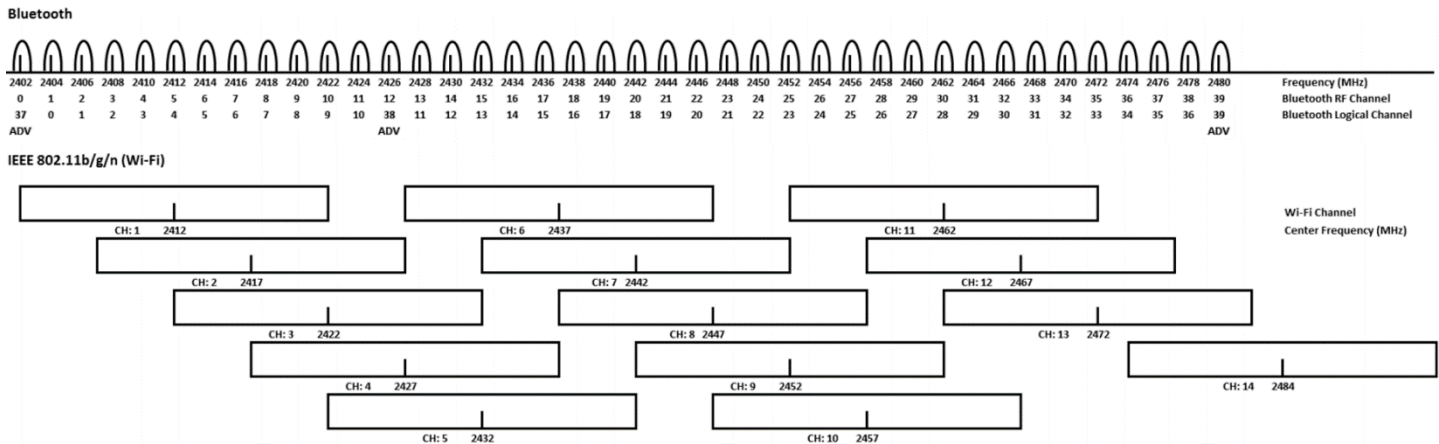 Bluetooth
2402 2404 2406 2408 2410 2412 2414 2416 2418 2420 2422 2424 2426 2428 2430 2432 2434 2436 2438 2440 2442 2444 2446 2448 2450 2452 2454 2456 2458 2460 2462 2464 2466 2468 2470 2472 2474 2476 2478 2480 Frequency (MHz)
0 1 2 3 4 5 6 7 8 9 10 11 12 13 14 15 16 17 18 19 20 21 22 23 24 25 26 27 28 29 30 31 32 33 34 35 36 37 38 39 Bluetooth RF Channel
37 0 1 2 3 4 5 6 7 8 9 10 38 11 12 13 14 15 16 17 18 19 20 21 22 23 24 25 26 27 28 29 30 31 32 33 34 35 36 39 Bluetooth Logical Channel
ADV ADV ADV
IEEE 802.11b/g/n (Wi-Fi)
Wi-Fi Channel
CH: 1 2412 CH: 6 2437 CH: 11 2462 Center Frequency (MHz)
CH: 2 2417 CH: 7 2442 CH: 12 2467
CH: 3 2422 CH: 8 2447 CH: 13 2472
CH: 4 2427 CH: 9 2452 CH: 14 2484
CH: 5 2432 CH: 10 2457